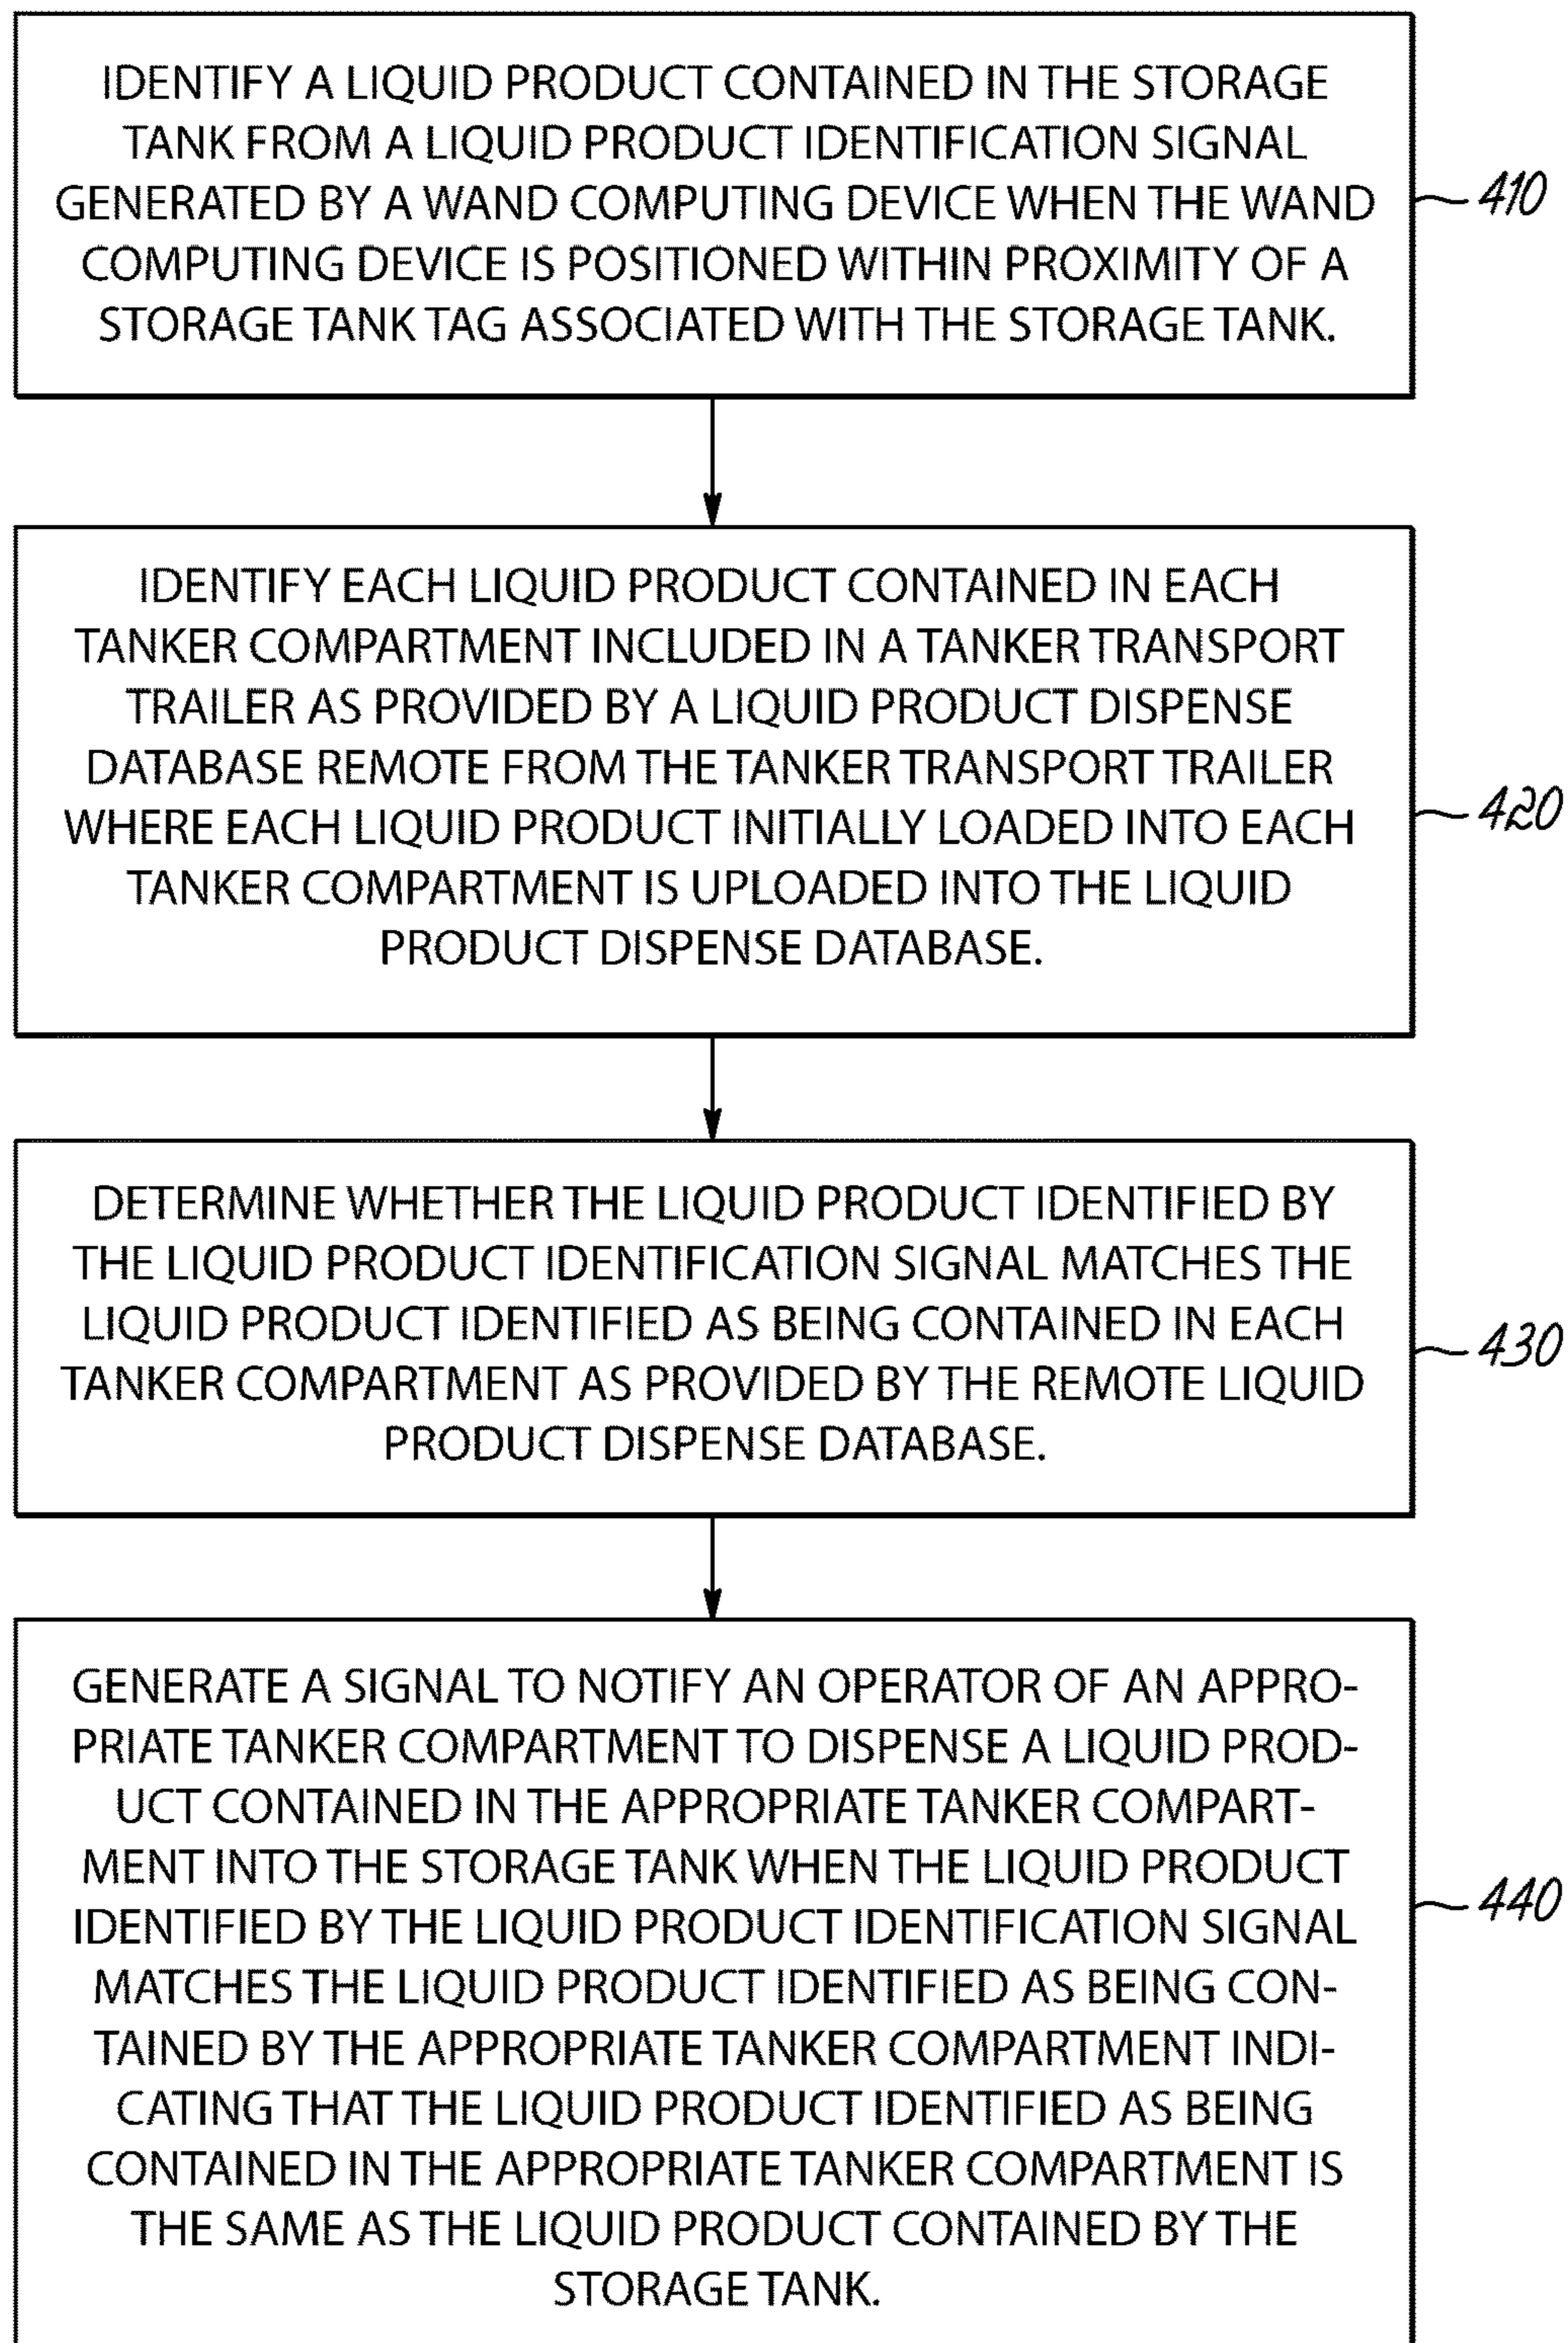 IDENTIFY A LIQUID PRODUCT CONTAINED IN THE STORAGE
TANK FROM A LIQUID PRODUCT IDENTIFICATION SIGNAL
GENERATED BY A WAND COMPUTING DEVICE WHEN THE WAND
COMPUTING DEVICE IS POSITIONED WITHIN PROXIMITY OF A
STORAGE TANK TAG ASSOCIATED WITH THE STORAGE TANK.
410
IDENTIFY EACH LIQUID PRODUCT CONTAINED IN EACH
TANKER COMPARTMENT INCLUDED IN A TANKER TRANSPORT
TRAILER AS PROVIDED BY A LIQUID PRODUCT DISPENSE
DATABASE REMOTE FROM THE TANKER TRANSPORT TRAILER
WHERE EACH LIQUID PRODUCT INITIALLY LOADED INTO EACH
TANKER COMPARTMENT IS UPLOADED INTO THE LIQUID
PRODUCT DISPENSE DATABASE.
420
DETERMINE WHETHER THE LIQUID PRODUCT IDENTIFIED BY
THE LIQUID PRODUCT IDENTIFICATION SIGNAL MATCHES THE
LIQUID PRODUCT IDENTIFIED AS BEING CONTAINED IN EACH
TANKER COMPARTMENT AS PROVIDED BY THE REMOTE LIQUID
PRODUCT DISPENSE DATABASE.
430
GENERATE A SIGNAL TO NOTIFY AN OPERATOR OF AN APPRO-
PRIATE TANKER COMPARTMENT TO DISPENSE A LIQUID PROD-
UCT CONTAINED IN THE APPROPRIATE TANKER COMPART-
MENT INTO THE STORAGE TANK WHEN THE LIQUID PRODUCT
IDENTIFIED BY THE LIQUID PRODUCT IDENTIFICATION SIGNAL
MATCHES THE LIQUID PRODUCT IDENTIFIED AS BEING CON-
TAINED BY THE APPROPRIATE TANKER COMPARTMENT INDI-
CATING THAT THE LIQUID PRODUCT IDENTIFIED AS BEING
CONTAINED IN THE APPROPRIATE TANKER COMPARTMENT IS
THE SAME AS THE LIQUID PRODUCT CONTAINED BY THE
STORAGE TANK.
440